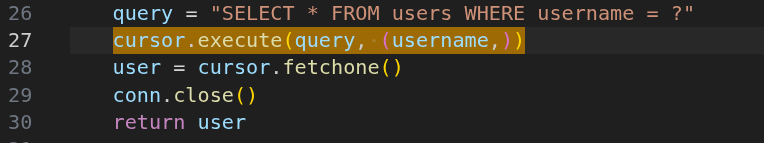 26 query = "SELECT * FROM users WHERE username = ?"
27 cursor.execute(query, (username,))
28 user = cursor.fetchone()
29 conn.close()
30 return user